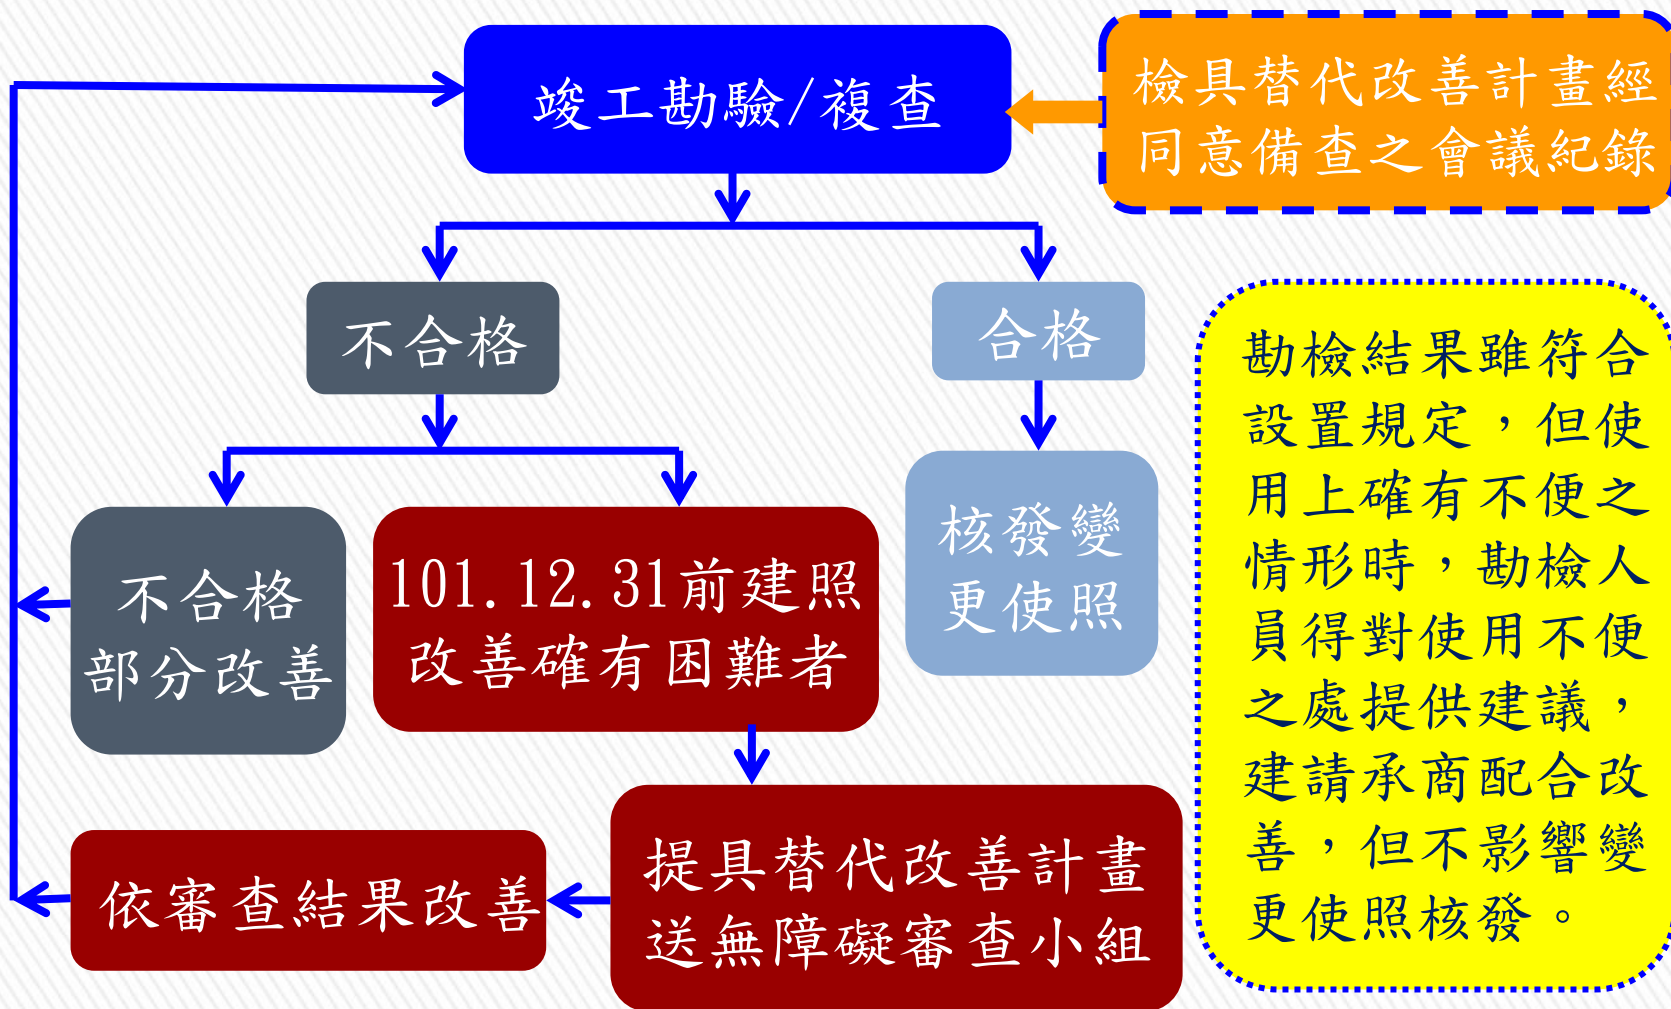 竣工勘驗/複查
檢具替代改善計畫經
同意備查之會議紀錄
不合格
合格
不合格
部分改善
101.12.31前建照
改善確有困難者
核發變
更使照
提具替代改善計畫
送無障礙審查小組
依審查結果改善
勘檢結果雖符合
設置規定，但使
用上確有不便之
情形時，勘檢人
員得對使用不便
之處提供建議，
建請承商配合改
善，但不影響變
更使照核發。